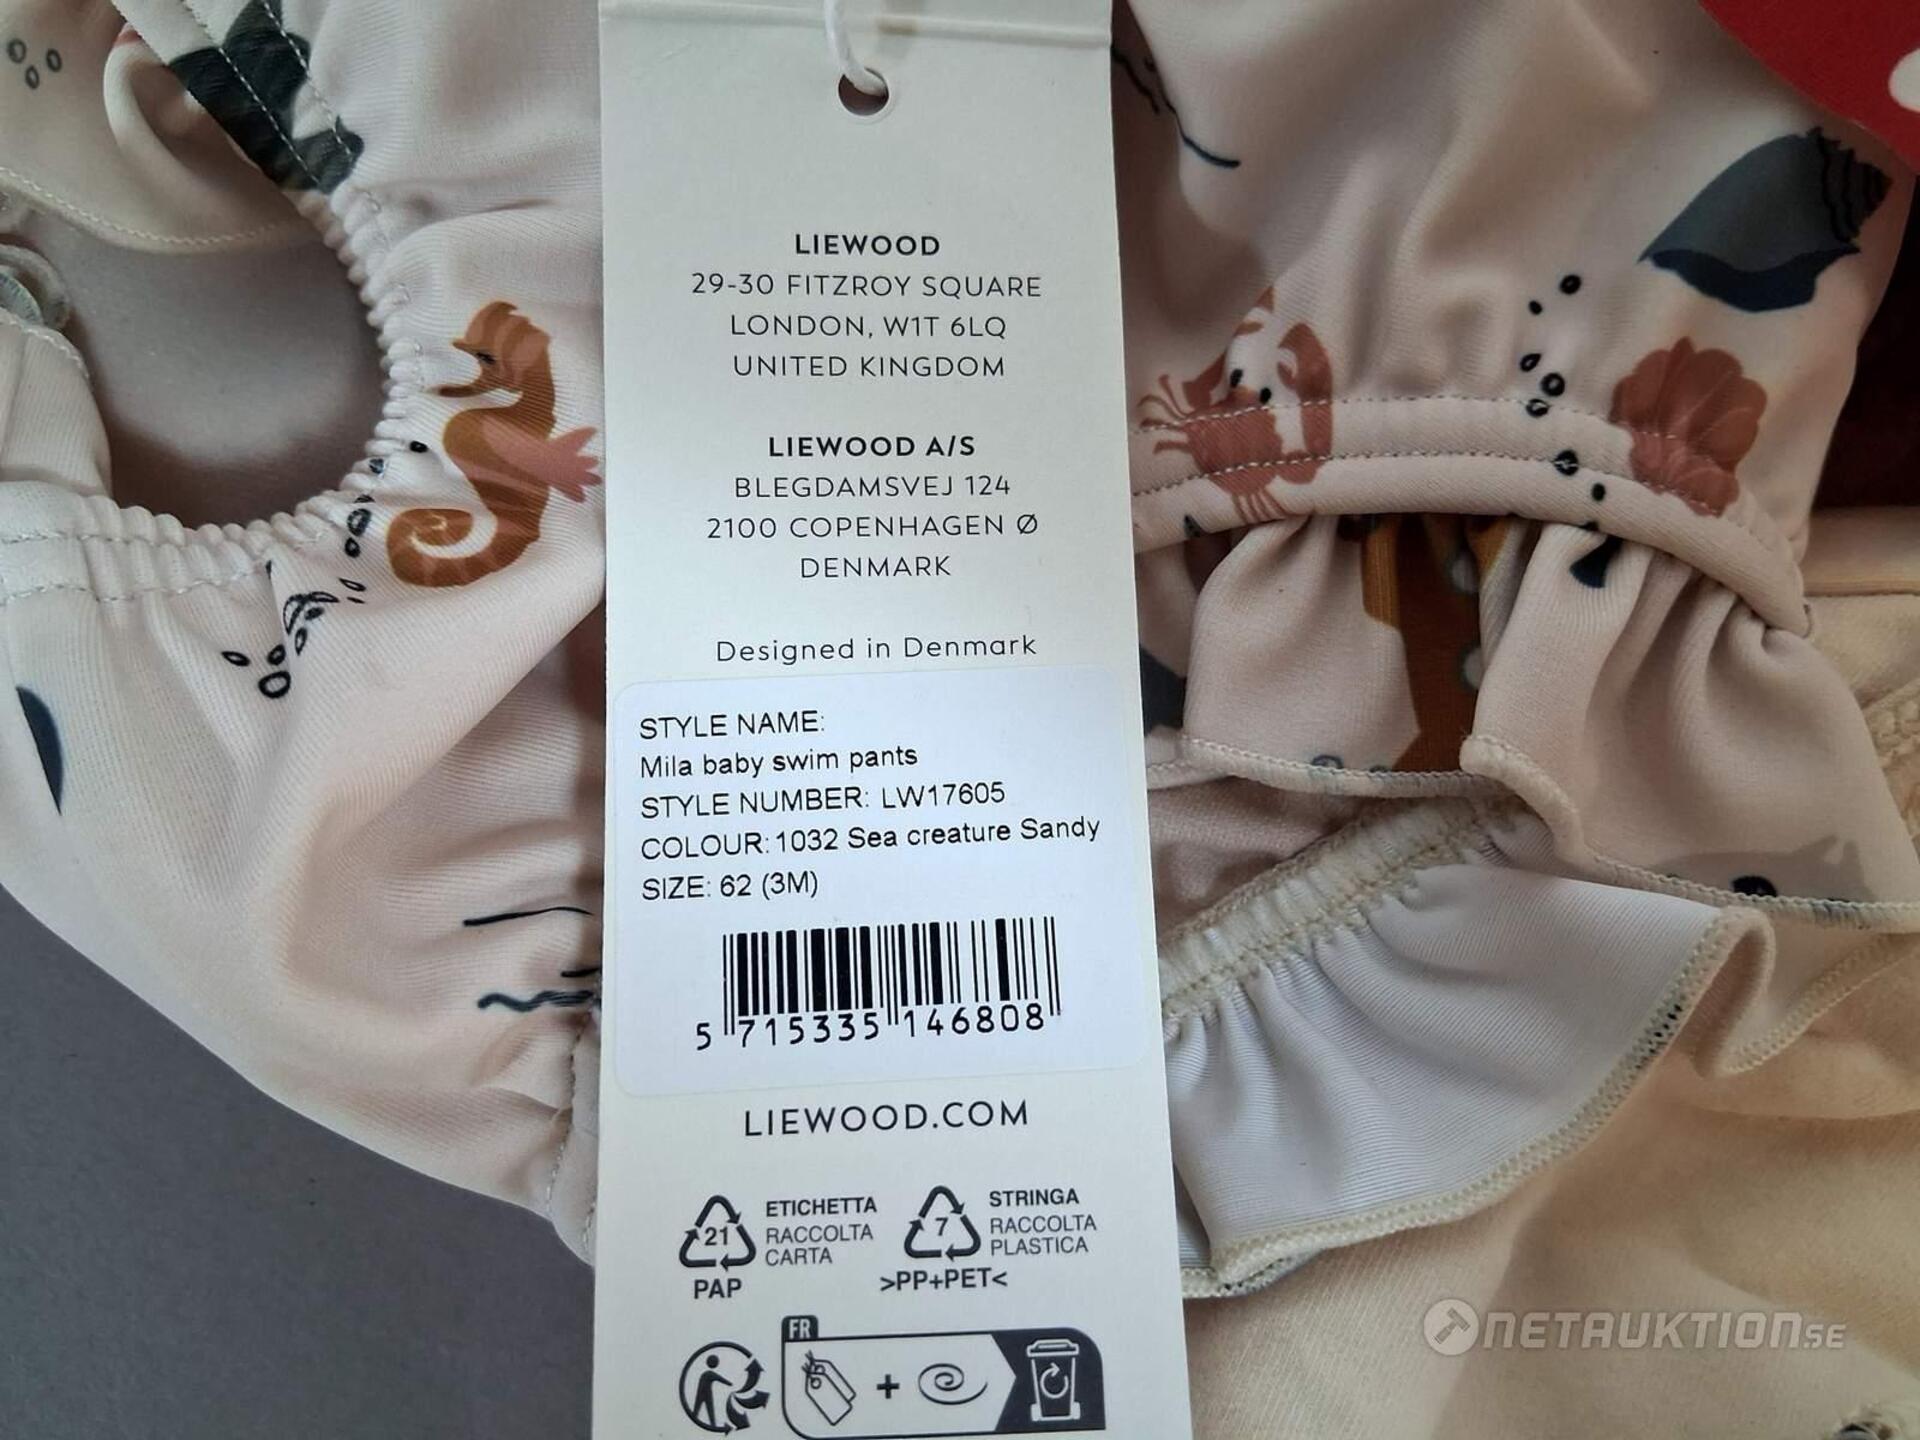 LIEWOOD
29-30 FITZROY SQUARE
LONDON, W1T 6LQ
UNITED KINGDOM
LIEWOOD A/S
BLEGDAMSVEJ 124
2100 COPENHAGEN Ø
DENMARK
Designed in Denmark
STYLE NAME:
Mila baby swim pants
STYLE NUMBER: LW17605
COLOUR: 1032 Sea creature Sandy
SIZE: 62 (3M)
5 715335 146808
LIEWOOD.COM
21
PAP
ETICHETTA
RACCOLTA
CARTA
7
>PP+PET<
STRINGA
RACCOLTA
PLASTICA
FR
+
NETAUKTION.SE